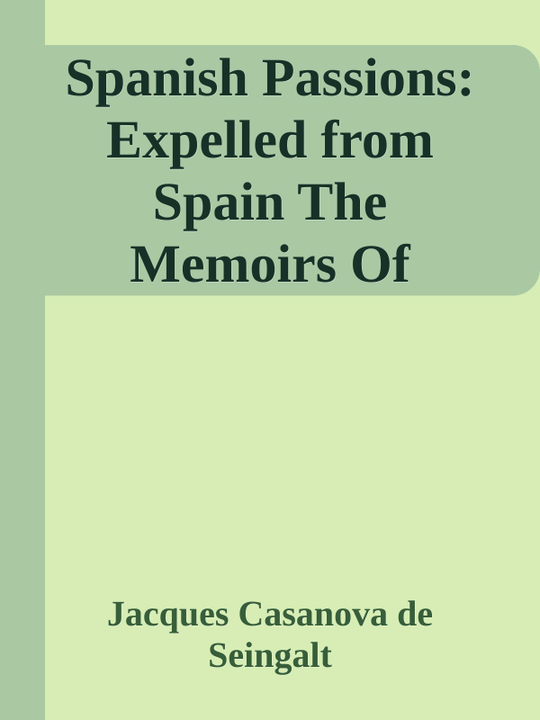 Spanish Passions:
Expelled from
Spain The
Memoirs Of
Jacques Casanova de
Seingalt